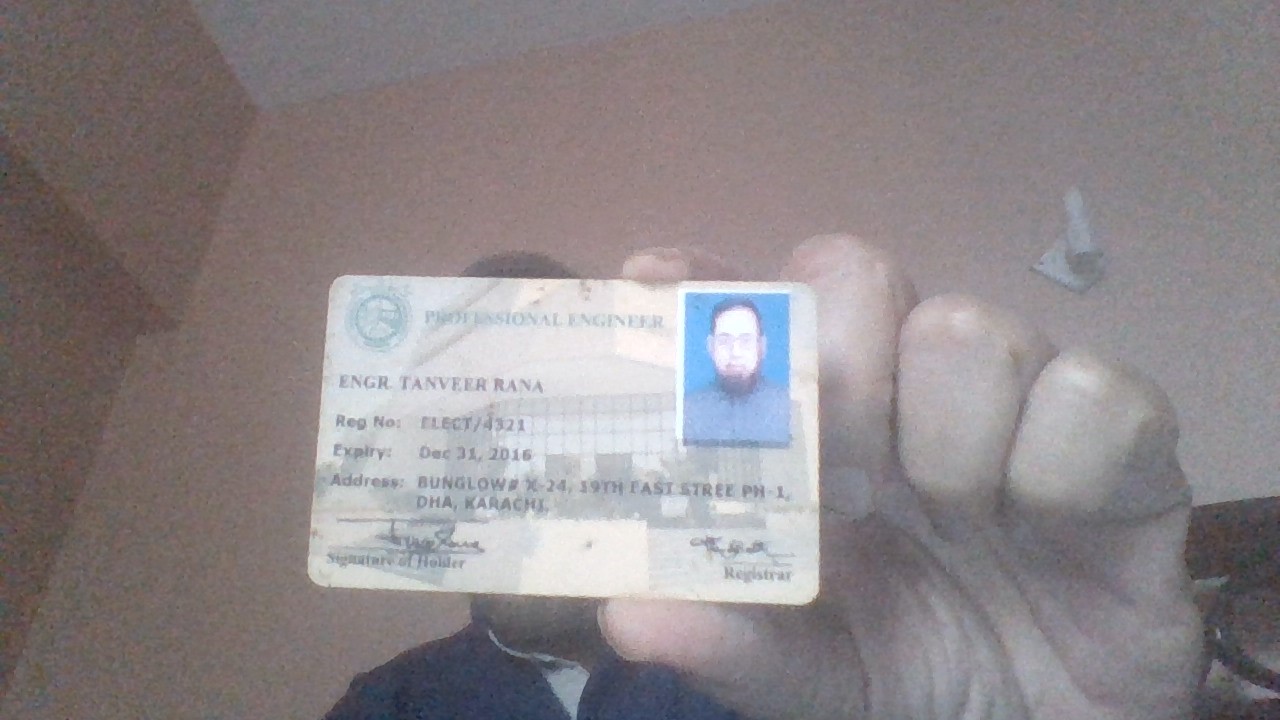 PROFESSIONAL ENGINEER
ENGR. TANVEER RANA
Reg No: ELECT/4321
Expiry: Dec 31, 2016
Address: BUNGLOW# X-24, 19TH EAST STREE PH-1,
DHA, KARACHI.
Signature of Holder
Registrar